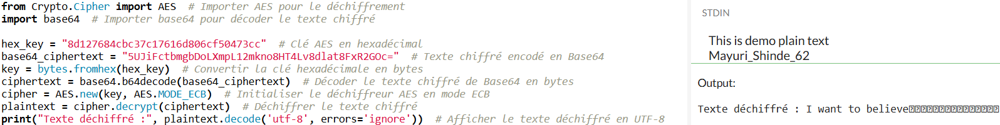 from Crypto.Cipher import AES  # Importer AES pour le déchiffrement
import base64  # Importer base64 pour décoder le texte chiffré
hex_key = "8d127684cbc37c17616d806cf50473cc"  # Clé AES en hexadécimal
base64_ciphertext = "5UJiFctbmgbDoLXmpL12mkno8HT4Lv8dlat8FxR2GOc="  # Texte chiffré encodé en Base64
key = bytes.fromhex(hex_key)  # Convertir la clé hexadécimale en bytes
ciphertext = base64.b64decode(base64_ciphertext)  # Décoder le texte chiffré de Base64 en bytes
cipher = AES.new(key, AES.MODE_ECB)  # Initialiser le déchiffreur AES en mode ECB
plaintext = cipher.decrypt(ciphertext)  # Déchiffrer le texte chiffré
print("Texte déchiffré :", plaintext.decode('utf-8', errors='ignore'))  # Afficher le texte déchiffré en UTF-8
STDIN
This is demo plain text
Mayuri_Shinde_62
Output:
Texte déchiffré : I want to believe